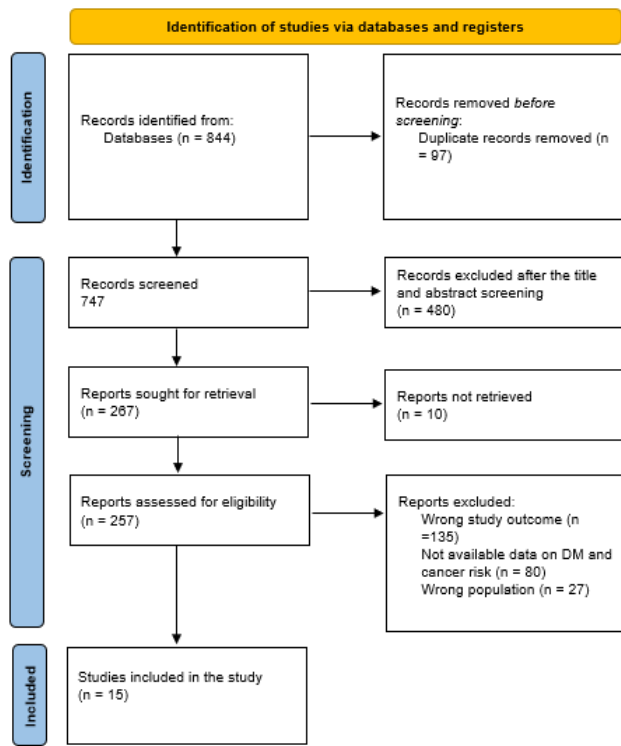 Identification of studies via databases and registers
Identification
Records identified from:
Databases (n = 844)
Records removed before
screening:
Duplicate records removed (n
= 97)
Screening
Records screened
747
Records excluded after the title
and abstract screening
(n = 480)
Reports sought for retrieval
(n = 267)
Reports not retrieved
(n = 10)
Reports assessed for eligibility
(n = 257)
Reports excluded:
Wrong study outcome (n
=135)
Not available data on DM and
cancer risk (n = 80)
Wrong population (n = 27)
Included
Studies included in the study
(n = 15)